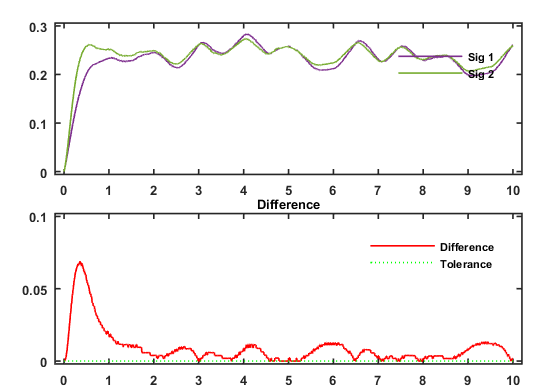 0.3
Sig 1
0.2
Sig 2
0.1
0
0 1 2 3 4 5 6 7 8 9 10
Difference
0.1
Difference
Tolerance
0.05
0
0 1 2 3 4 5 6 7 8 9 10